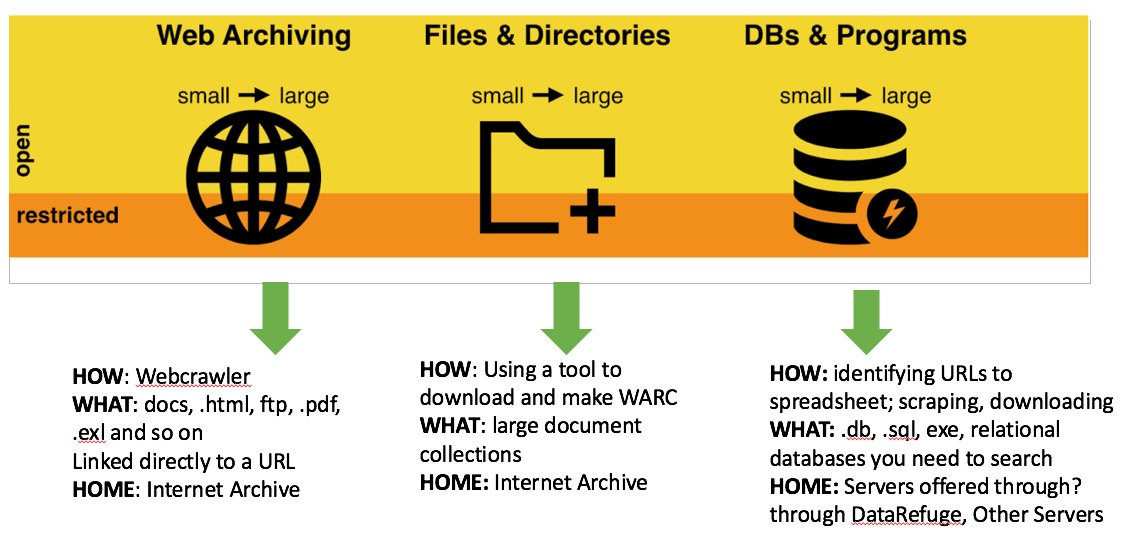 Web Archiving
Files & Directories
DBs & Programs
small → large
small → large
small → large
open
restricted
HOW: Webcrawler
WHAT: docs, .html, ftp, .pdf,
.exl and so on
Linked directly to a URL
HOME: Internet Archive
HOW: Using a tool to
download and make WARC
WHAT: large document
collections
HOME: Internet Archive
HOW: identifying URLs to
spreadsheet; scraping, downloading
WHAT: .db, .sql, exe, relational
databases you need to search
HOME: Servers offered through?
through DataRefuge, Other Servers